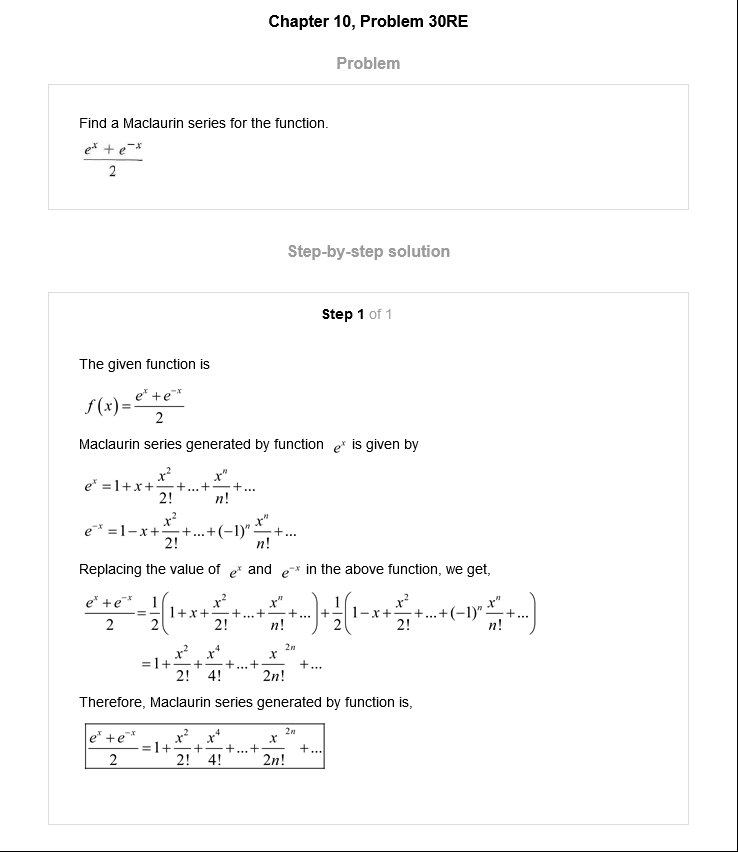 Chapter 10, Problem 30RE
Problem
Find a Maclaurin series for the function.
\frac{e^x + e^{-x}}{2}
Step-by-step solution
Step 1 of 1
The given function is
f(x) = \frac{e^x + e^{-x}}{2}
Maclaurin series generated by function e^x is given by
e^x = 1 + x + \frac{x^2}{2!} + ... + \frac{x^n}{n!} + ...
e^{-x} = 1 - x + \frac{x^2}{2!} + ... + (-1)^n \frac{x^n}{n!} + ...
Replacing the value of e^x and e^{-x} in the above function, we get,
\frac{e^x + e^{-x}}{2} = \frac{1}{2}\left(1 + x + \frac{x^2}{2!} + ... + \frac{x^n}{n!} + ...\right) + \frac{1}{2}\left(1 - x + \frac{x^2}{2!} + ... + (-1)^n \frac{x^n}{n!} + ...\right)
= 1 + \frac{x^2}{2!} + \frac{x^4}{4!} + ... + \frac{x}{2n!}^{2n} + ...
Therefore, Maclaurin series generated by function is,
\frac{e^x + e^{-x}}{2} = 1 + \frac{x^2}{2!} + \frac{x^4}{4!} + ... + \frac{x}{2n!}^{2n} + ...